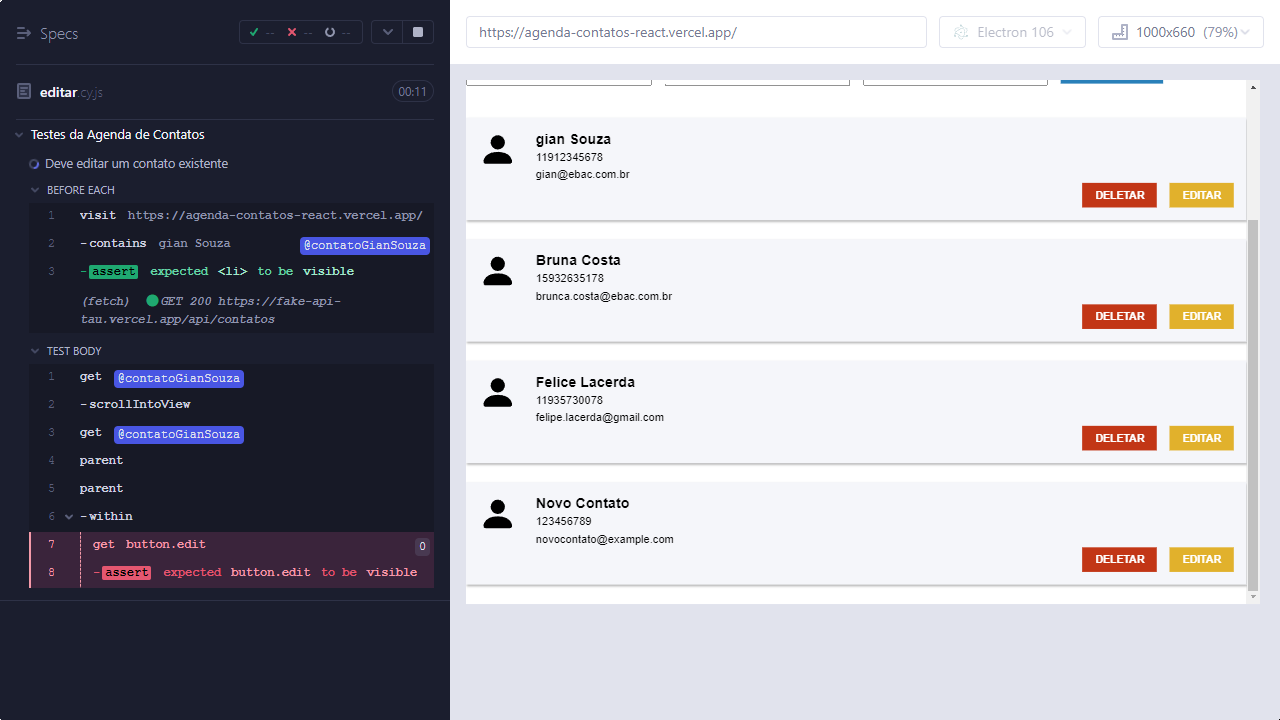 Specs
-- -- --
https://agenda-contatos-react.vercel.app/
Electron 106
1000x660 (79%)
editar.cy.js
00:11
Testes da Agenda de Contatos
Deve editar um contato existente
BEFORE EACH
1 visit https://agenda-contatos-react.vercel.app/
2 -contains gian Souza @contatoGianSouza
3 -assert expected <li> to be visible
(fetch) GET 200 https://fake-api-
tau.vercel.app/api/contatos
TEST BODY
1 get @contatoGianSouza
2 -scrollIntoView
3 get @contatoGianSouza
4 parent
5 parent
6 -within
7 get button.edit 0
8 -assert expected button.edit to be visible
gian Souza
11912345678
gian@ebac.com.br
DELETAR EDITAR
Bruna Costa
15932635178
brunca.costa@ebac.com.br
DELETAR EDITAR
Felice Lacerda
11935730078
felipe.lacerda@gmail.com
DELETAR EDITAR
Novo Contato
123456789
novocontato@example.com
DELETAR EDITAR